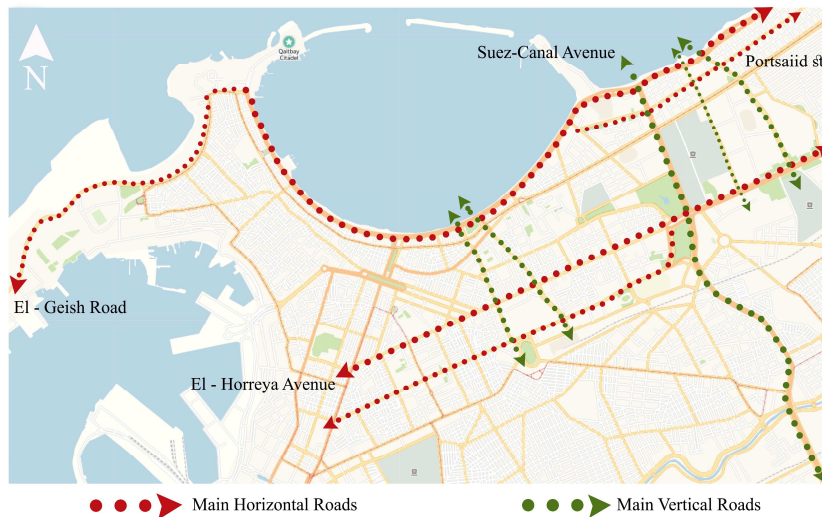 Qaitbay
Citadel
Suez-Canal Avenue
Portsaiid st
N
El - Geish Road
El - Horreya Avenue
Main Horizontal Roads
Main Vertical Roads